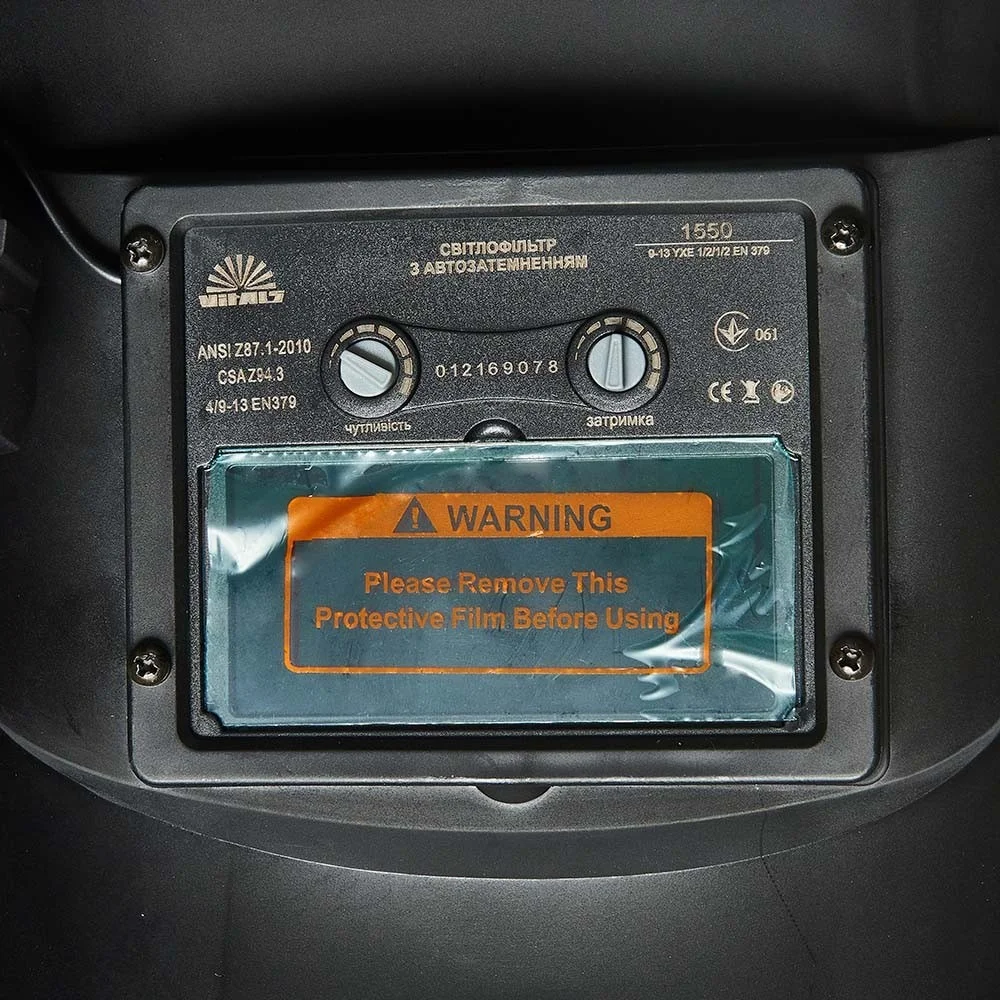 СВІТЛОФІЛЬТР
З АВТОЗАТЕМНЕННЯМ
1550
9-13 YXE 1/2/1/2 EN 379
VITALS
ANSI Z87.1-2010
CSA Z94.3
4/9-13 EN379
012169078
061
CE
чутливість
затримка
WARNING
Please Remove This
Protective Film Before Using